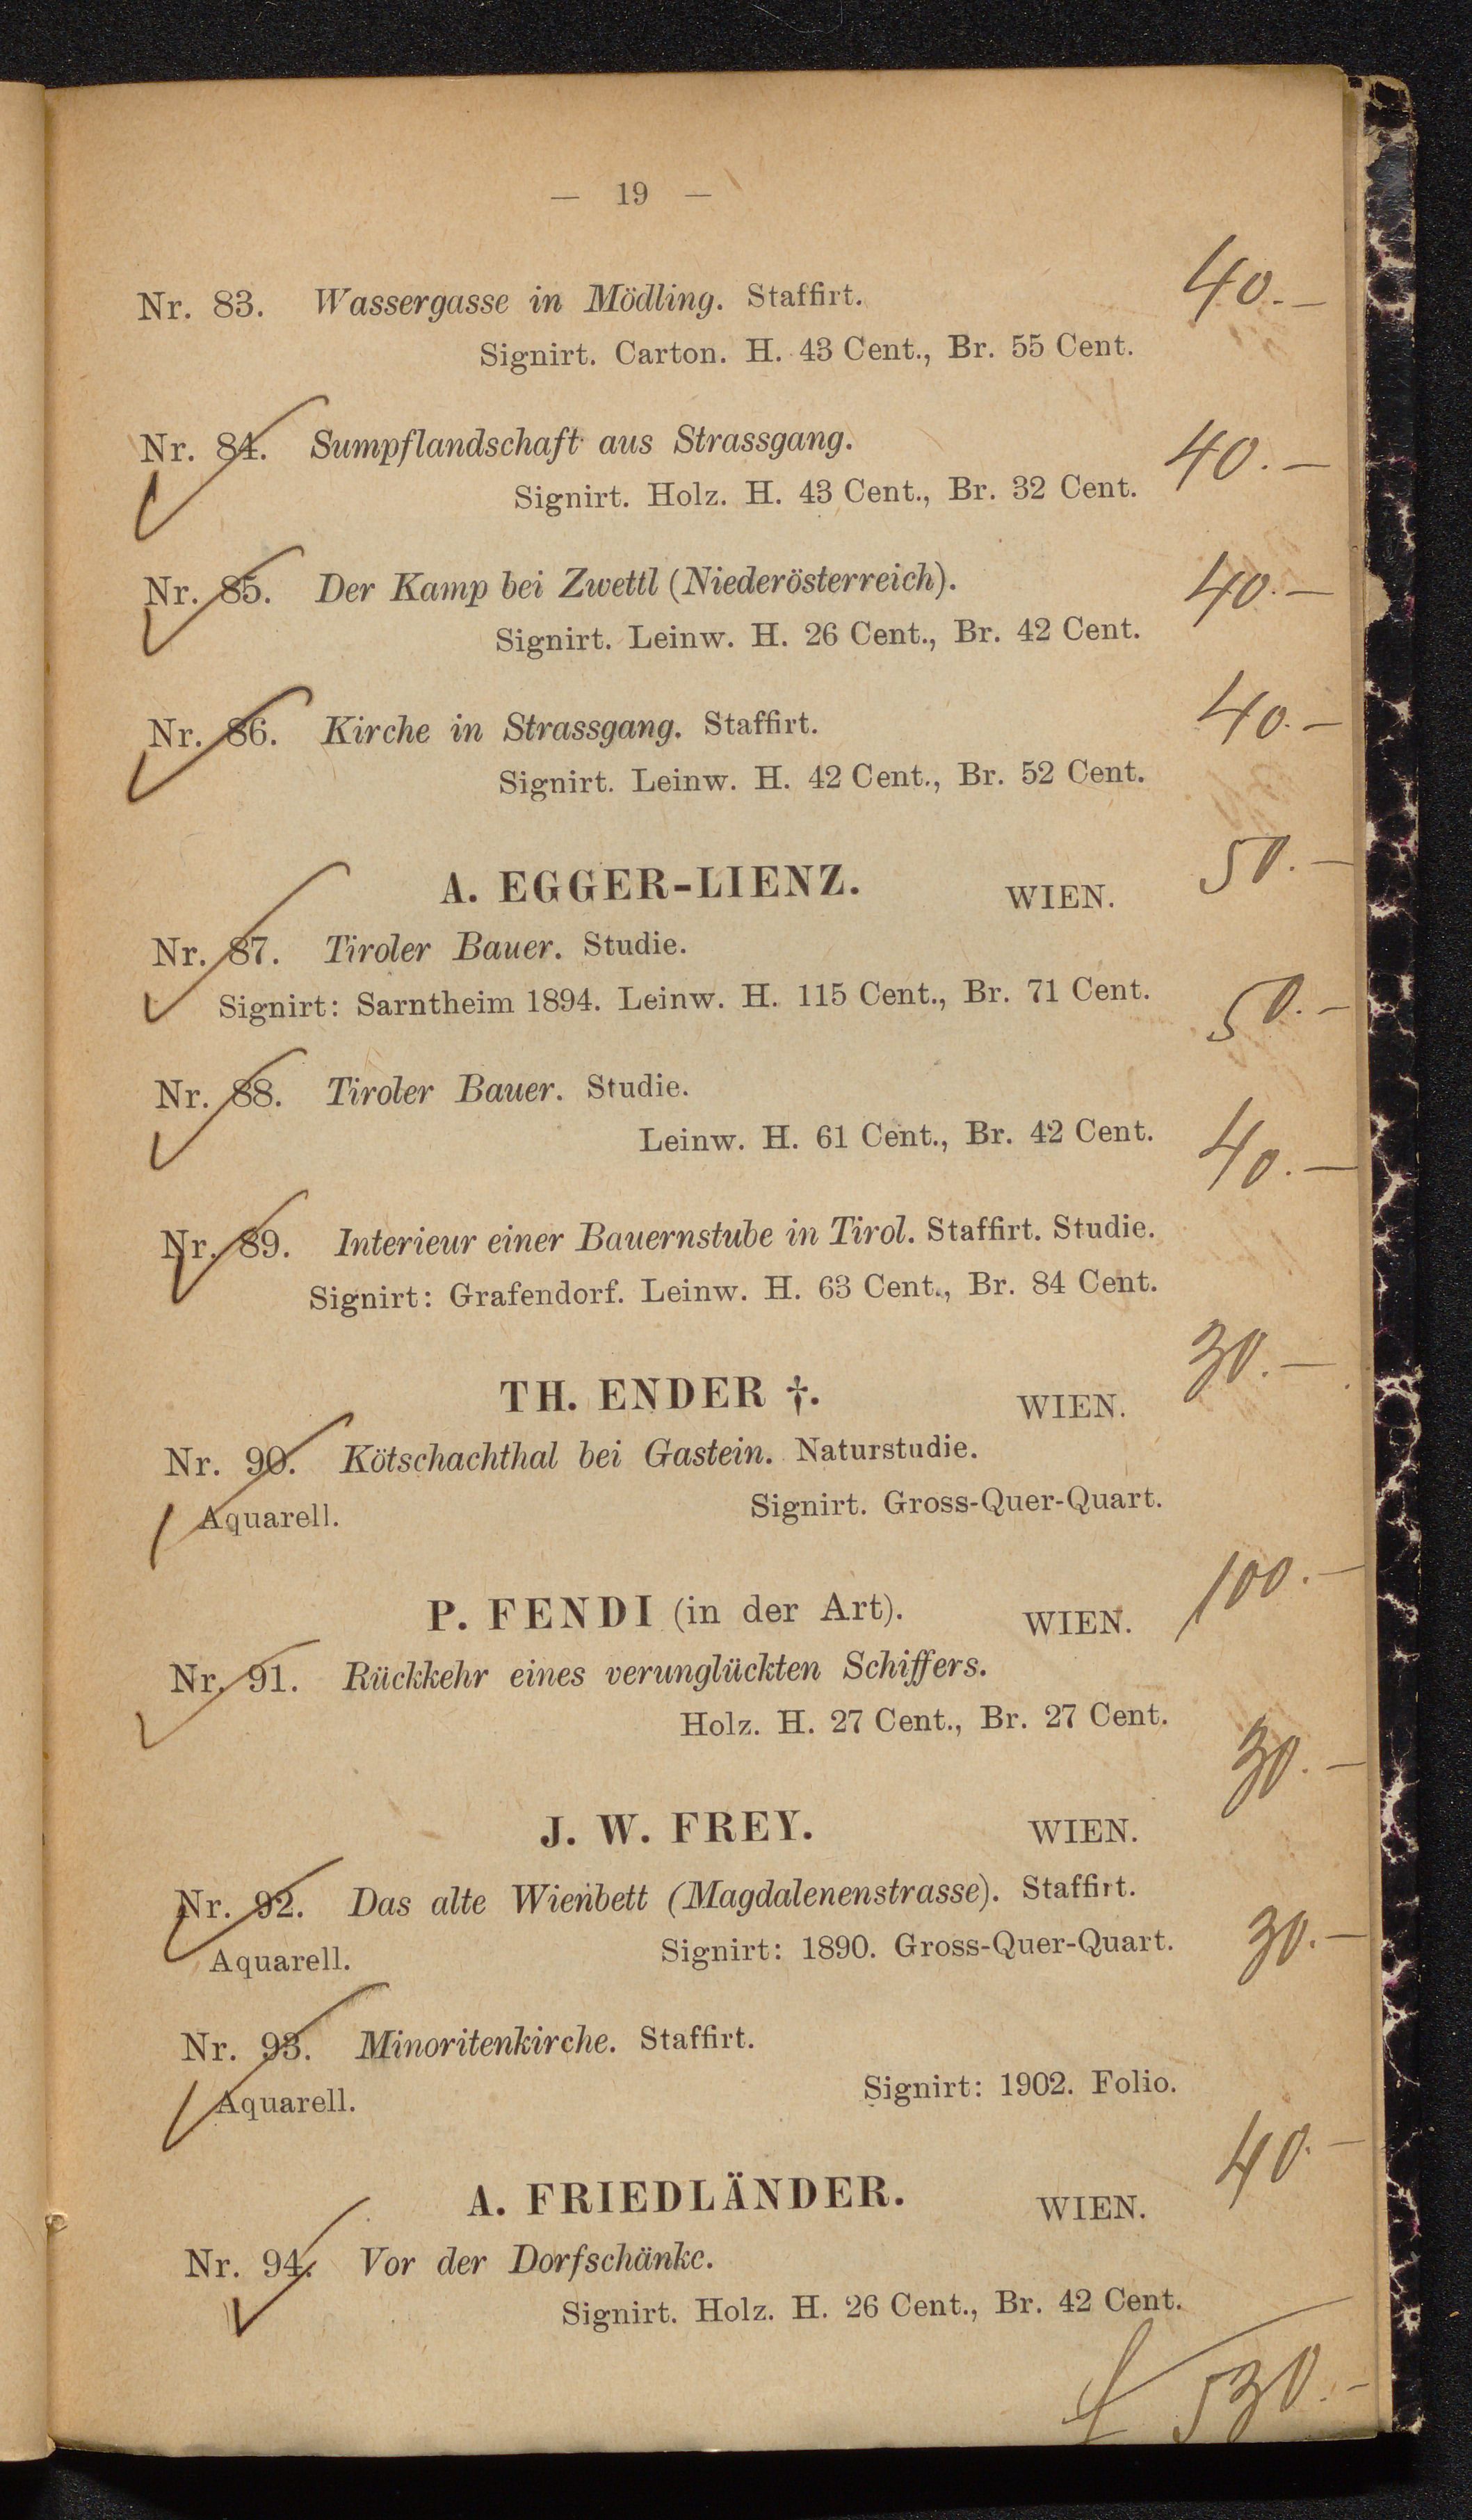 — 19 —
Nr. 83. Wassergasse in Mödling. Staffirt. 40.—
Signirt. Carton. H. 43 Cent., Br. 55 Cent.
Nr. 84. Sumpflandschaft aus Strassgang. 40.—
Signirt. Holz. H. 43 Cent., Br. 32 Cent.
Nr. 85. Der Kamp bei Zwettl (Niederösterreich). 40.—
Signirt. Leinw. H. 26 Cent., Br. 42 Cent.
Nr. 86. Kirche in Strassgang. Staffirt. 40.—
Signirt. Leinw. H. 42 Cent., Br. 52 Cent.
A. EGGER-LIENZ. WIEN. 50.—
Nr. 87. Tiroler Bauer. Studie.
Signirt: Sarntheim 1894. Leinw. H. 115 Cent., Br. 71 Cent. 50.—
Nr. 88. Tiroler Bauer. Studie.
Leinw. H. 61 Cent., Br. 42 Cent. 40.—
Nr. 89. Interieur einer Bauernstube in Tirol. Staffirt. Studie.
Signirt: Grafendorf. Leinw. H. 63 Cent., Br. 84 Cent.
TH. ENDER †. WIEN. 30.—
Nr. 90. Kötschachthal bei Gastein. Naturstudie.
Aquarell. Signirt. Gross-Quer-Quart.
P. FENDI (in der Art). WIEN. 100.—
Nr. 91. Rückkehr eines verunglückten Schiffers.
Holz. H. 27 Cent., Br. 27 Cent. 30.—
J. W. FREY. WIEN.
Nr. 92. Das alte Wienbett (Magdalenenstrasse). Staffirt.
Aquarell. Signirt: 1890. Gross-Quer-Quart. 30.—
Nr. 93. Minoritenkirche. Staffirt.
Aquarell. Signirt: 1902. Folio.
A. FRIEDLÄNDER. WIEN. 40.—
Nr. 94. Vor der Dorfschänke.
Signirt. Holz. H. 26 Cent., Br. 42 Cent.
f 530.—